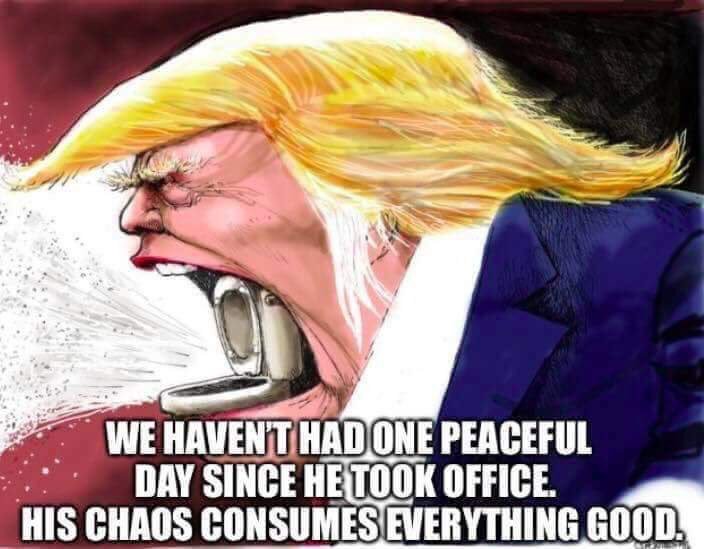 WE HAVEN'T HAD ONE PEACEFUL
DAY SINCE HE TOOK OFFICE.
HIS CHAOS CONSUMES EVERYTHING GOOD.